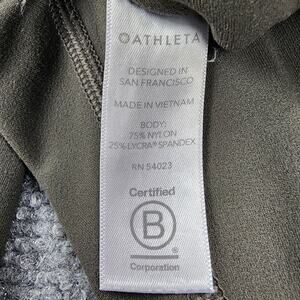 ATHLETA
DESIGNED IN
SAN FRANCISCO
MADE IN VIETNAM
BODY:
75% NYLON
25% LYCRA® SPANDEX
RN 54023
Certified
B
Corporation